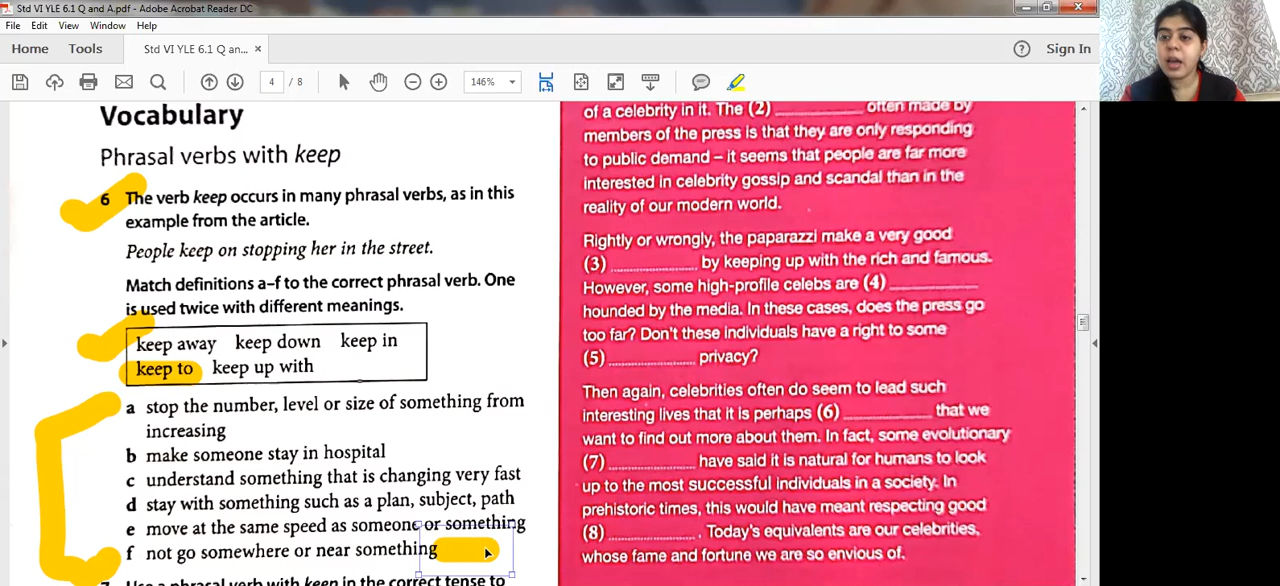 Std VI YLE 6.1 Q and A.pdf - Adobe Acrobat Reader DC
File Edit View Window Help
Home Tools Std VI YLE 6.1 Q an... × ? Sign In
4 / 8 146%
Vocabulary
Phrasal verbs with keep
6 The verb keep occurs in many phrasal verbs, as in this
example from the article.
People keep on stopping her in the street.
Match definitions a–f to the correct phrasal verb. One
is used twice with different meanings.
keep away keep down keep in
keep to keep up with
a stop the number, level or size of something from
increasing
b make someone stay in hospital
c understand something that is changing very fast
d stay with something such as a plan, subject, path
e move at the same speed as someone or something
f not go somewhere or near something
7 Use a phrasal verb with keep in the correct tense to
of a celebrity in it. The (2) .................... often made by
members of the press is that they are only responding
to public demand – it seems that people are far more
interested in celebrity gossip and scandal than in the
reality of our modern world.
Rightly or wrongly, the paparazzi make a very good
(3) .................... by keeping up with the rich and famous.
However, some high-profile celebs are (4) ....................
hounded by the media. In these cases, does the press go
too far? Don't these individuals have a right to some
(5) .................... privacy?
Then again, celebrities often do seem to lead such
interesting lives that it is perhaps (6) .................... that we
want to find out more about them. In fact, some evolutionary
(7) .................... have said it is natural for humans to look
up to the most successful individuals in a society. In
prehistoric times, this would have meant respecting good
(8) .................... . Today's equivalents are our celebrities,
whose fame and fortune we are so envious of.